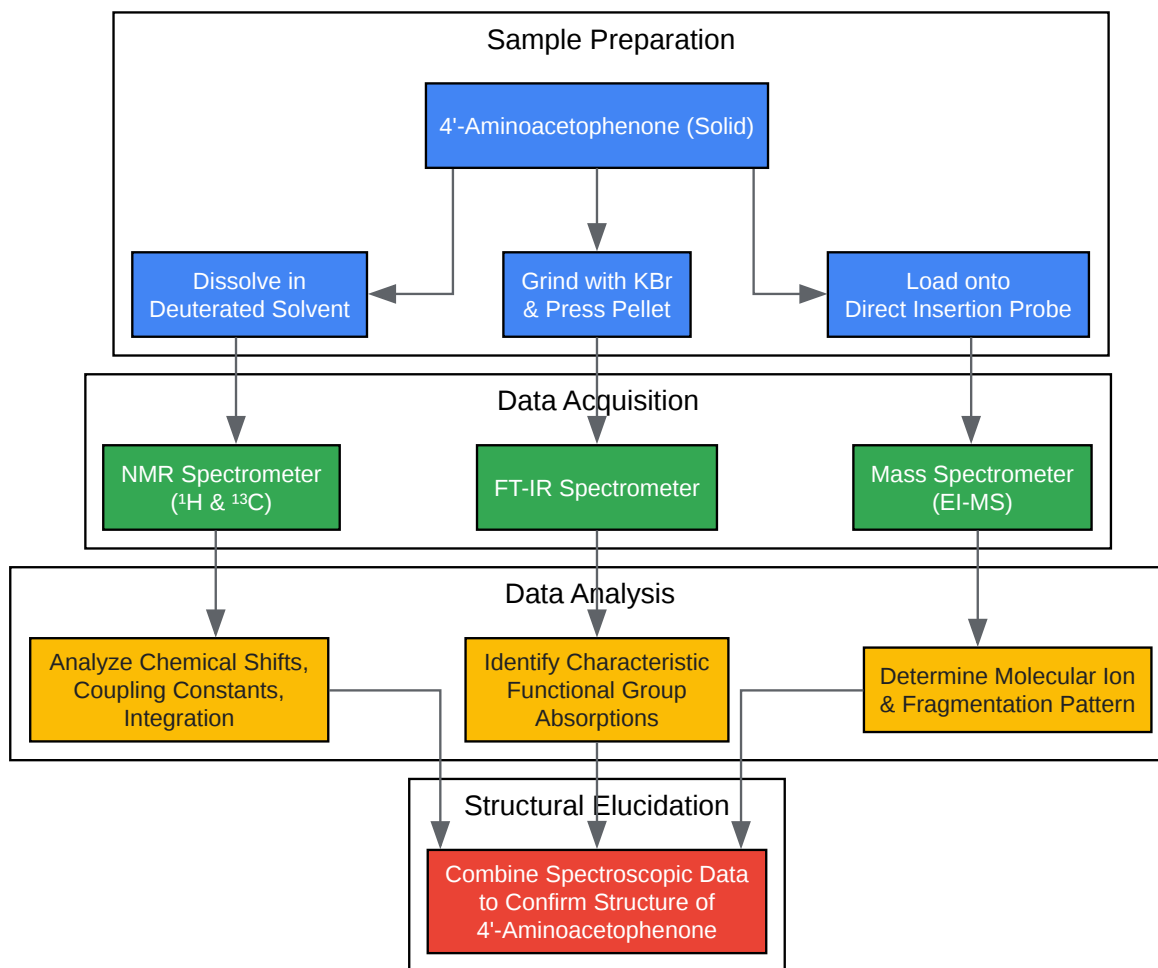 Sample Preparation
4'-Aminoacetophenone (Solid)
Dissolve in
Deuterated Solvent
Grind with KBr
& Press Pellet
Load onto
Direct Insertion Probe
Data Acquisition
NMR Spectrometer
(¹H & ¹³C)
FT-IR Spectrometer
Mass Spectrometer
(EI-MS)
Data Analysis
Analyze Chemical Shifts,
Coupling Constants,
Integration
Identify Characteristic
Functional Group
Absorptions
Determine Molecular Ion
& Fragmentation Pattern
Structural Elucidation
Combine Spectroscopic Data
to Confirm Structure of
4'-Aminoacetophenone